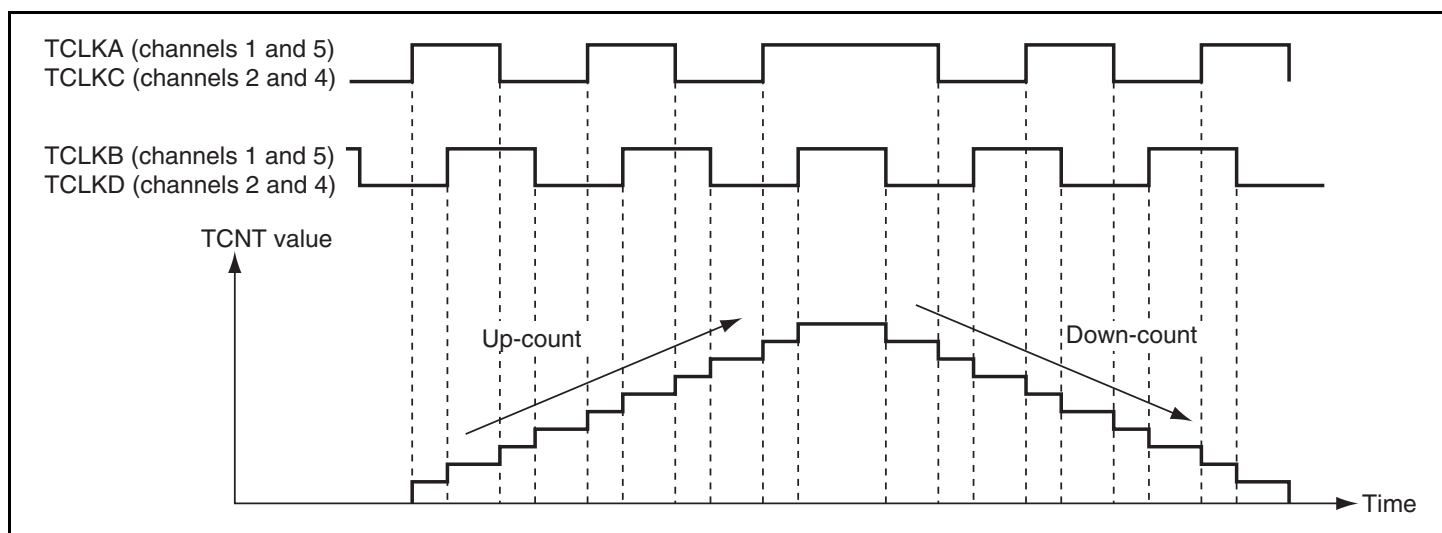 TCLKA (channels 1 and 5)
TCLKC (channels 2 and 4)
TCLKB (channels 1 and 5)
TCLKD (channels 2 and 4)
TCNT value
Up-count
Down-count
Time